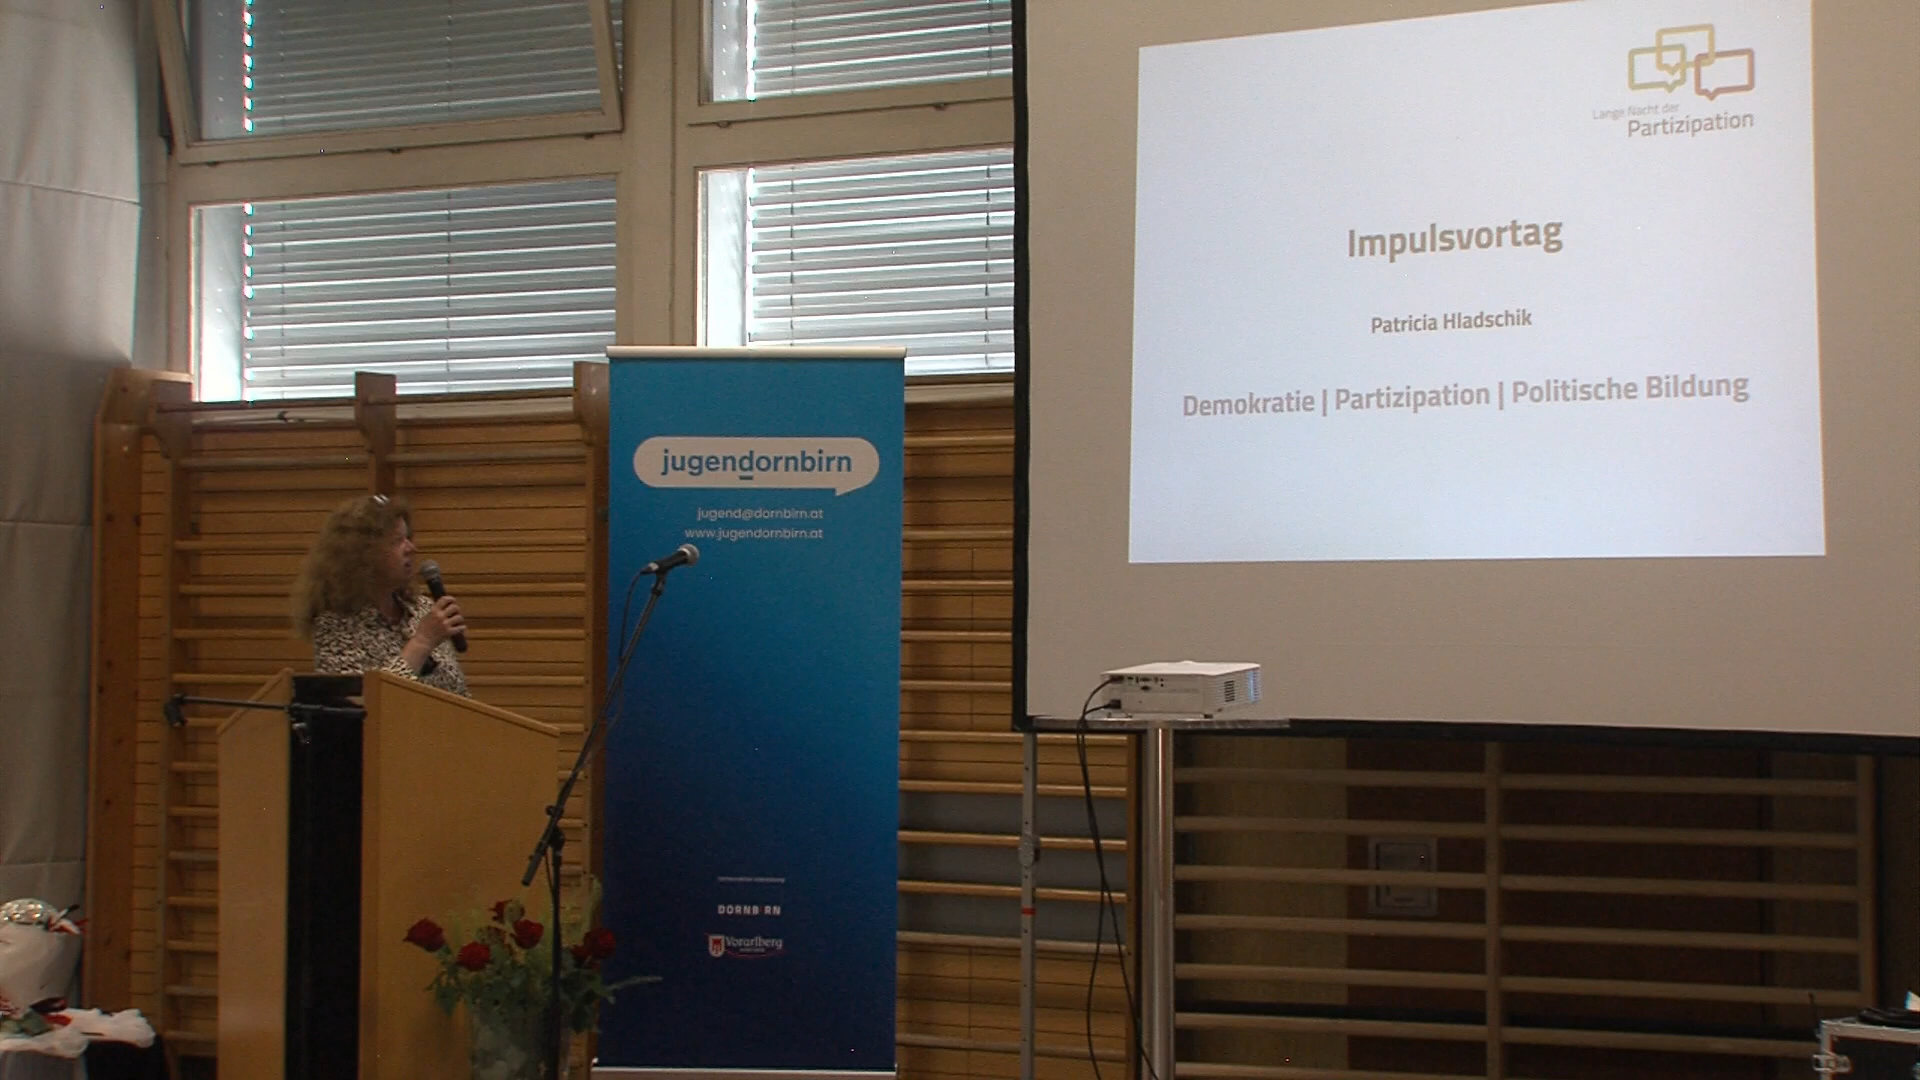 jugendornbirn
jugend@dornbirn.at
www.jugendornbirn.at
DORNBIRN
Vorarlberg
Lange Nacht der
Partizipation
Impulsvortag
Patricia Hladschik
Demokratie | Partizipation | Politische Bildung